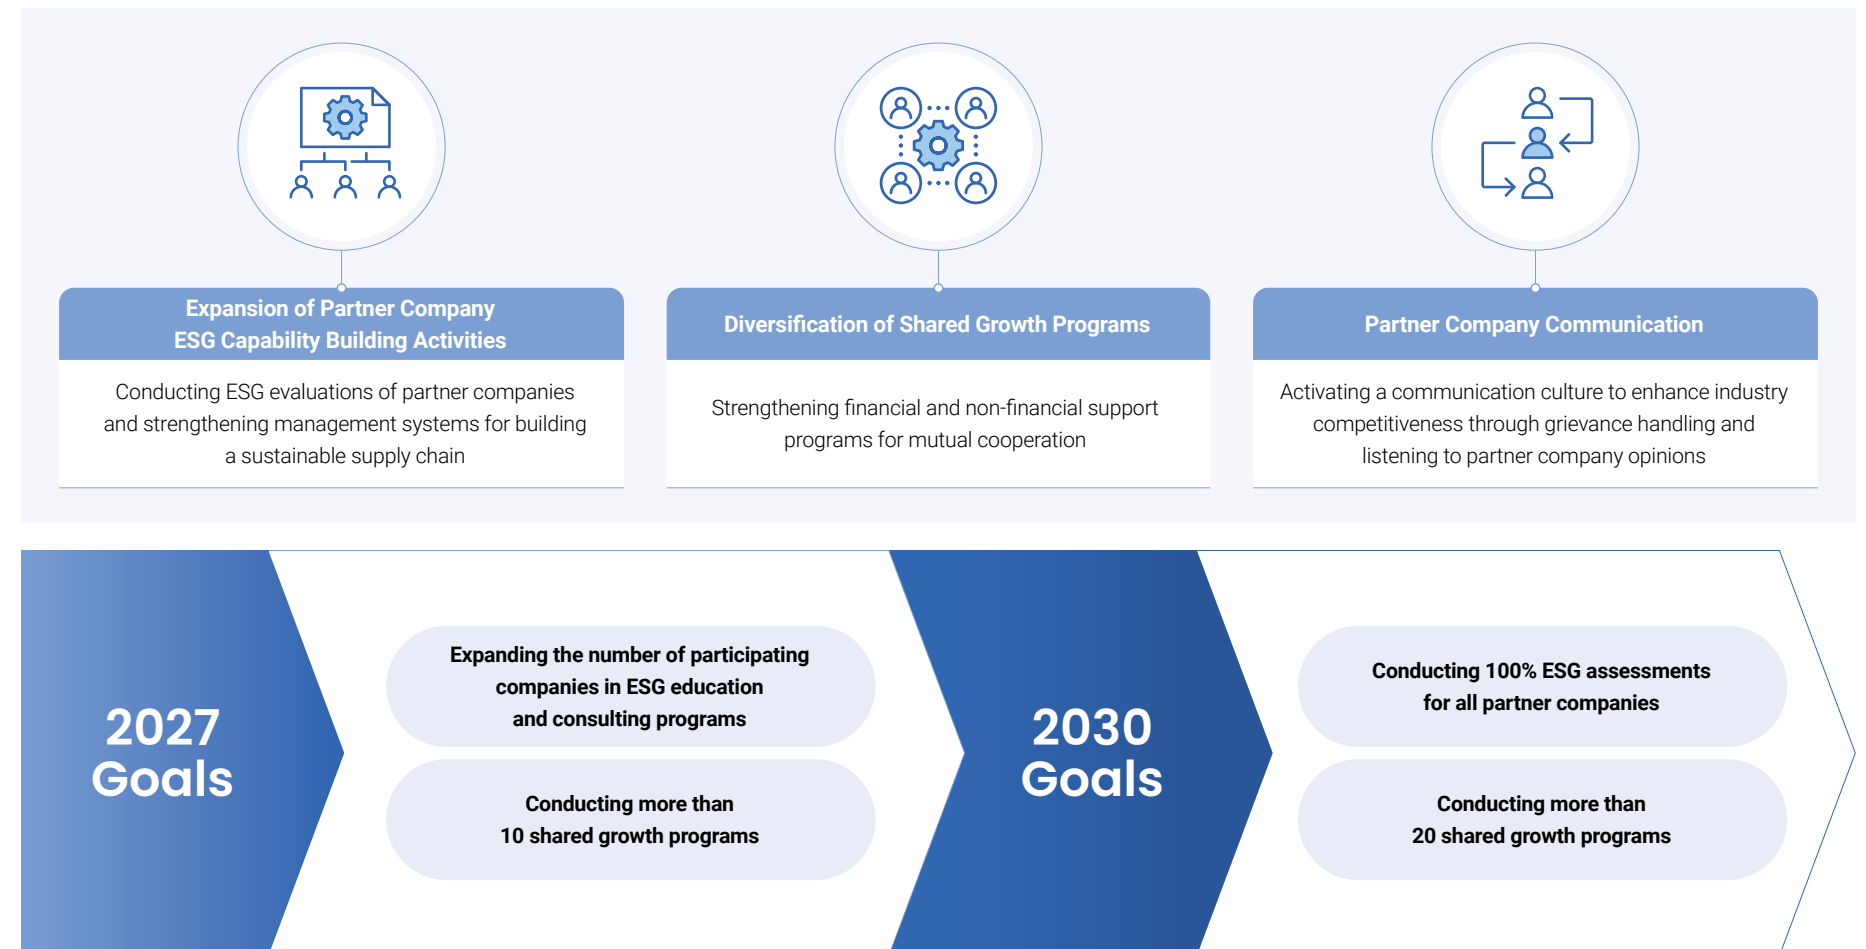 Expansion of Partner Company
ESG Capability Building Activities
Conducting ESG evaluations of partner companies
and strengthening management systems for building
a sustainable supply chain
Diversification of Shared Growth Programs
Strengthening financial and non-financial support
programs for mutual cooperation
Partner Company Communication
Activating a communication culture to enhance industry
competitiveness through grievance handling and
listening to partner company opinions
2027
Goals
Expanding the number of participating
companies in ESG education
and consulting programs
Conducting more than
10 shared growth programs
2030
Goals
Conducting 100% ESG assessments
for all partner companies
Conducting more than
20 shared growth programs